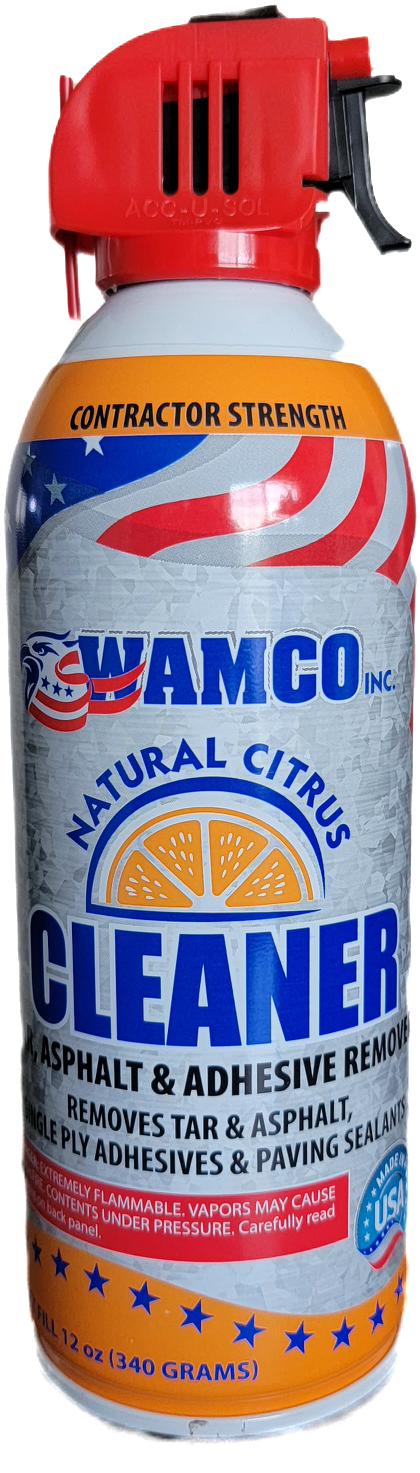 ACC-U-SOL
CONTRACTOR STRENGTH
WAMCO INC.
NATURAL CITRUS
CLEANER
ASPHALT & ADHESIVE
REMOVES TAR & ASPHALT,
PLY ADHESIVES & PAVING SEALANTS
EXTREMELY FLAMMABLE. VAPORS MAY CAUSE
CONTENTS UNDER PRESSURE. Carefully read
back panel.
MADE IN
USA
FILL 12 oz (340 GRAMS)